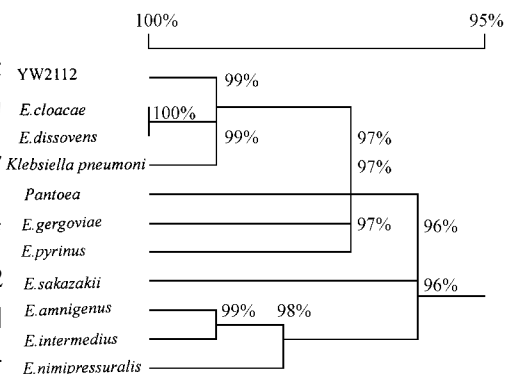 100% 95%
YW2112 99%
E.cloacae 100%
E.dissovens 99% 97%
Klebsiella pneumoni 97%
Pantoea
E.gergoviae 97% 96%
E.pyrinus
E.sakazakii 96%
E.amnigenus 99% 98%
E.intermedius
E.nimipressuralis